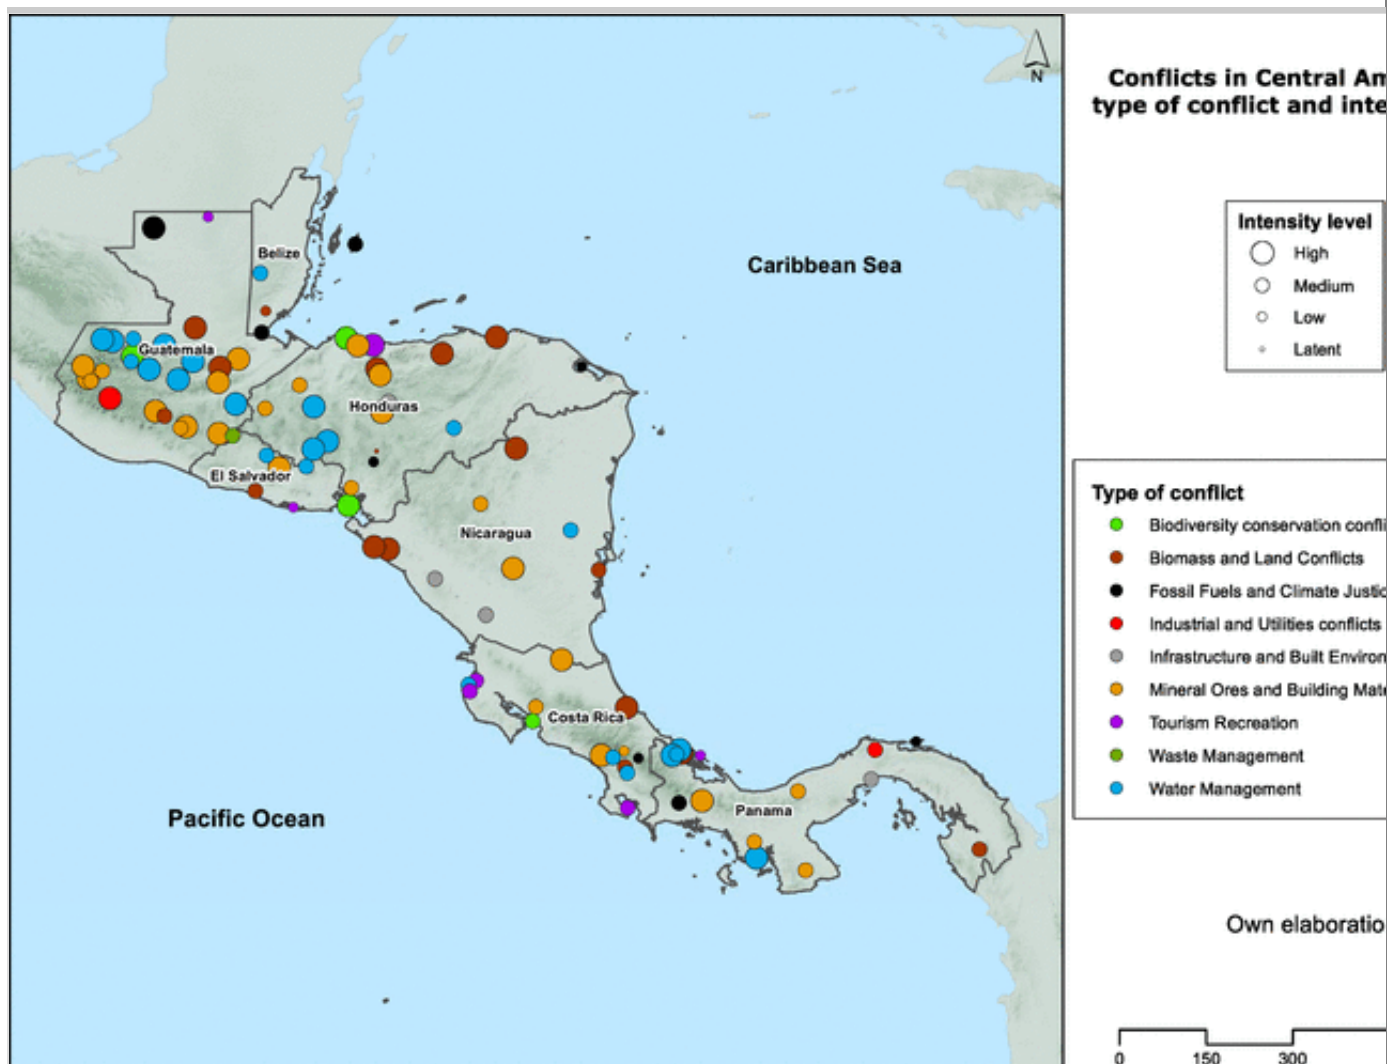 N
Conflicts in Central Am
type of conflict and inte
Intensity level
High
Medium
Low
Latent
Belize
Caribbean Sea
Guatemala
Honduras
El Salvador
Nicaragua
Costa Rica
Panama
Pacific Ocean
Type of conflict
Biodiversity conservation confli
Biomass and Land Conflicts
Fossil Fuels and Climate Justic
Industrial and Utilities conflicts
Infrastructure and Built Environ
Mineral Ores and Building Mate
Tourism Recreation
Waste Management
Water Management
Own elaboratio
0 150 300